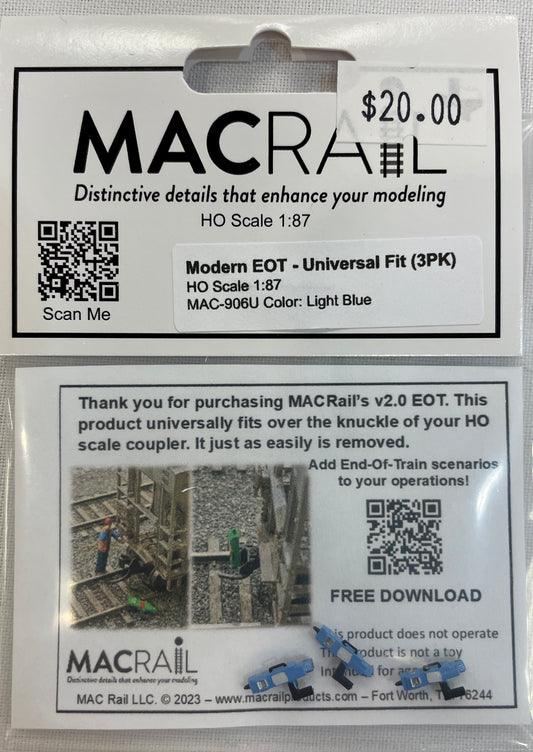 $20.00
MACRAIL
Distinctive details that enhance your modeling
HO Scale 1:87
Modern EOT - Universal Fit (3PK)
HO Scale 1:87
MAC-906U Color: Light Blue
Scan Me
Thank you for purchasing MACRail's v2.0 EOT. This
product universally fits over the knuckle of your HO
scale coupler. It just as easily is removed.
Add End-Of-Train scenarios
to your operations!
FREE DOWNLOAD
product does not operate
product is not a toy
for
MACRAIL
Distinctive details that enhance your modeling
MAC Rail LLC. © 2023 – www.macrailproducts.com – Fort Worth, 76244